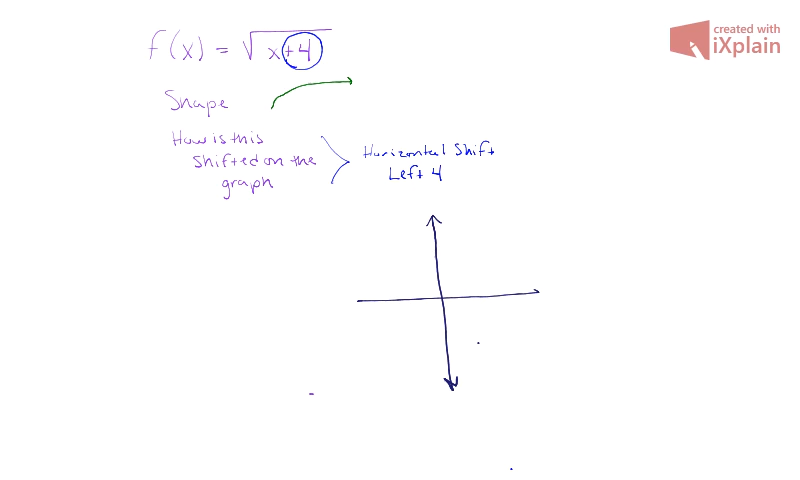 f(x) = √x+4
created with
iXplain
Shape
How is this
shifted on the
graph
Horizontal Shift
Left 4